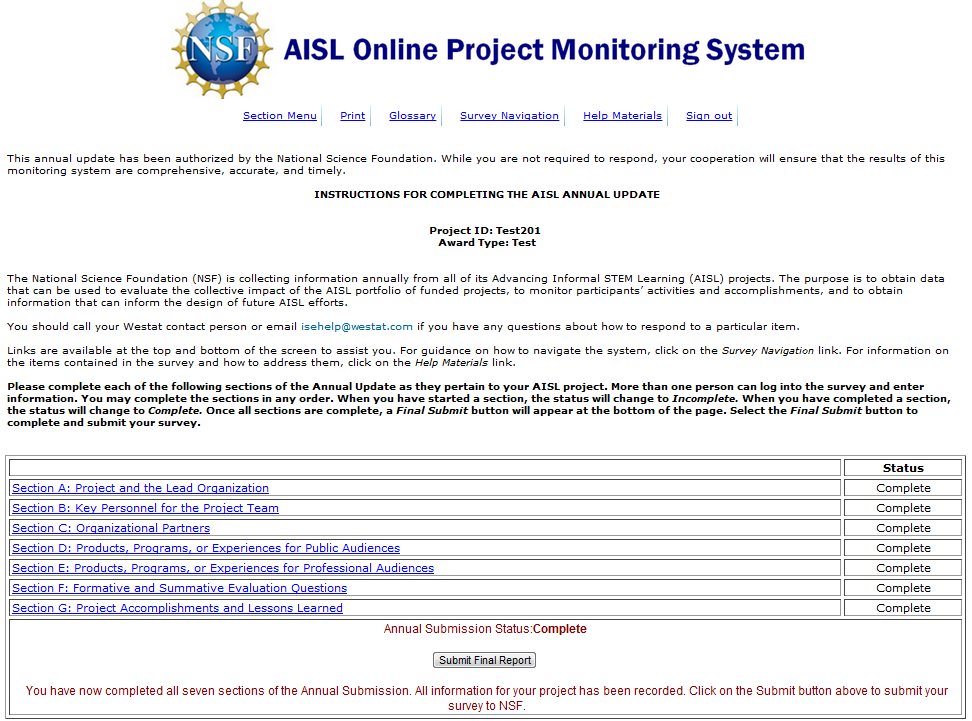 NSF
AISL Online Project Monitoring System
Section Menu Print Glossary Survey Navigation Help Materials Sign out
This annual update has been authorized by the National Science Foundation. While you are not required to respond, your cooperation will ensure that the results of this
monitoring system are comprehensive, accurate, and timely.
INSTRUCTIONS FOR COMPLETING THE AISL ANNUAL UPDATE
Project ID: Test201
Award Type: Test
The National Science Foundation (NSF) is collecting information annually from all of its Advancing Informal STEM Learning (AISL) projects. The purpose is to obtain data
that can be used to evaluate the collective impact of the AISL portfolio of funded projects, to monitor participants' activities and accomplishments, and to obtain
information that can inform the design of future AISL efforts.
You should call your Westat contact person or email isehelp@westat.com if you have any questions about how to respond to a particular item.
Links are available at the top and bottom of the screen to assist you. For guidance on how to navigate the system, click on the Survey Navigation link. For information on
the items contained in the survey and how to address them, click on the Help Materials link.
Please complete each of the following sections of the Annual Update as they pertain to your AISL project. More than one person can log into the survey and enter
information. You may complete the sections in any order. When you have started a section, the status will change to Incomplete. When you have completed a section,
the status will change to Complete. Once all sections are complete, a Final Submit button will appear at the bottom of the page. Select the Final Submit button to
complete and submit your survey.
Status
Section A: Project and the Lead Organization Complete
Section B: Key Personnel for the Project Team Complete
Section C: Organizational Partners Complete
Section D: Products, Programs, or Experiences for Public Audiences Complete
Section E: Products, Programs, or Experiences for Professional Audiences Complete
Section F: Formative and Summative Evaluation Questions Complete
Section G: Project Accomplishments and Lessons Learned Complete
Annual Submission Status:Complete
Submit Final Report
You have now completed all seven sections of the Annual Submission. All information for your project has been recorded. Click on the Submit button above to submit your
survey to NSF.